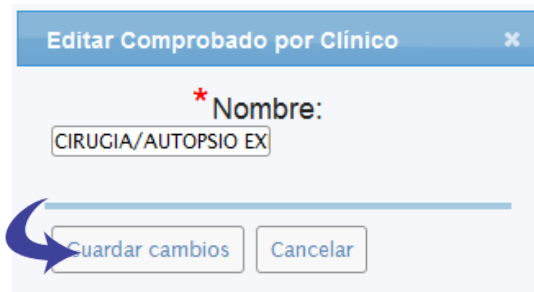 Editar Comprobado por Clínico
*Nombre:
CIRUGIA/AUTOPSIO EX
Guardar cambios
Cancelar